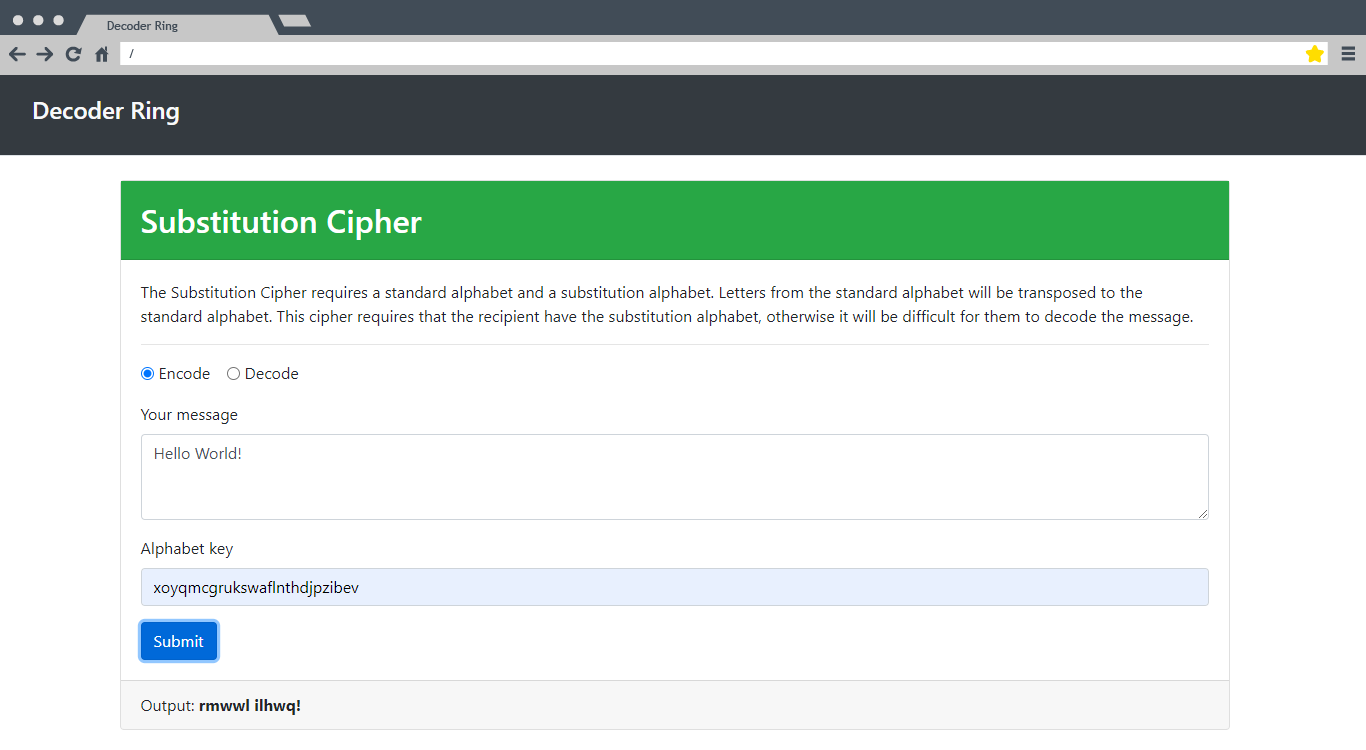 Decoder Ring
/
Decoder Ring
Substitution Cipher
The Substitution Cipher requires a standard alphabet and a substitution alphabet. Letters from the standard alphabet will be transposed to the
standard alphabet. This cipher requires that the recipient have the substitution alphabet, otherwise it will be difficult for them to decode the message.
Encode Decode
Your message
Hello World!
Alphabet key
xoyqmcgrukswaflnthdjpzibev
Submit
Output: rmwwl ilhwq!